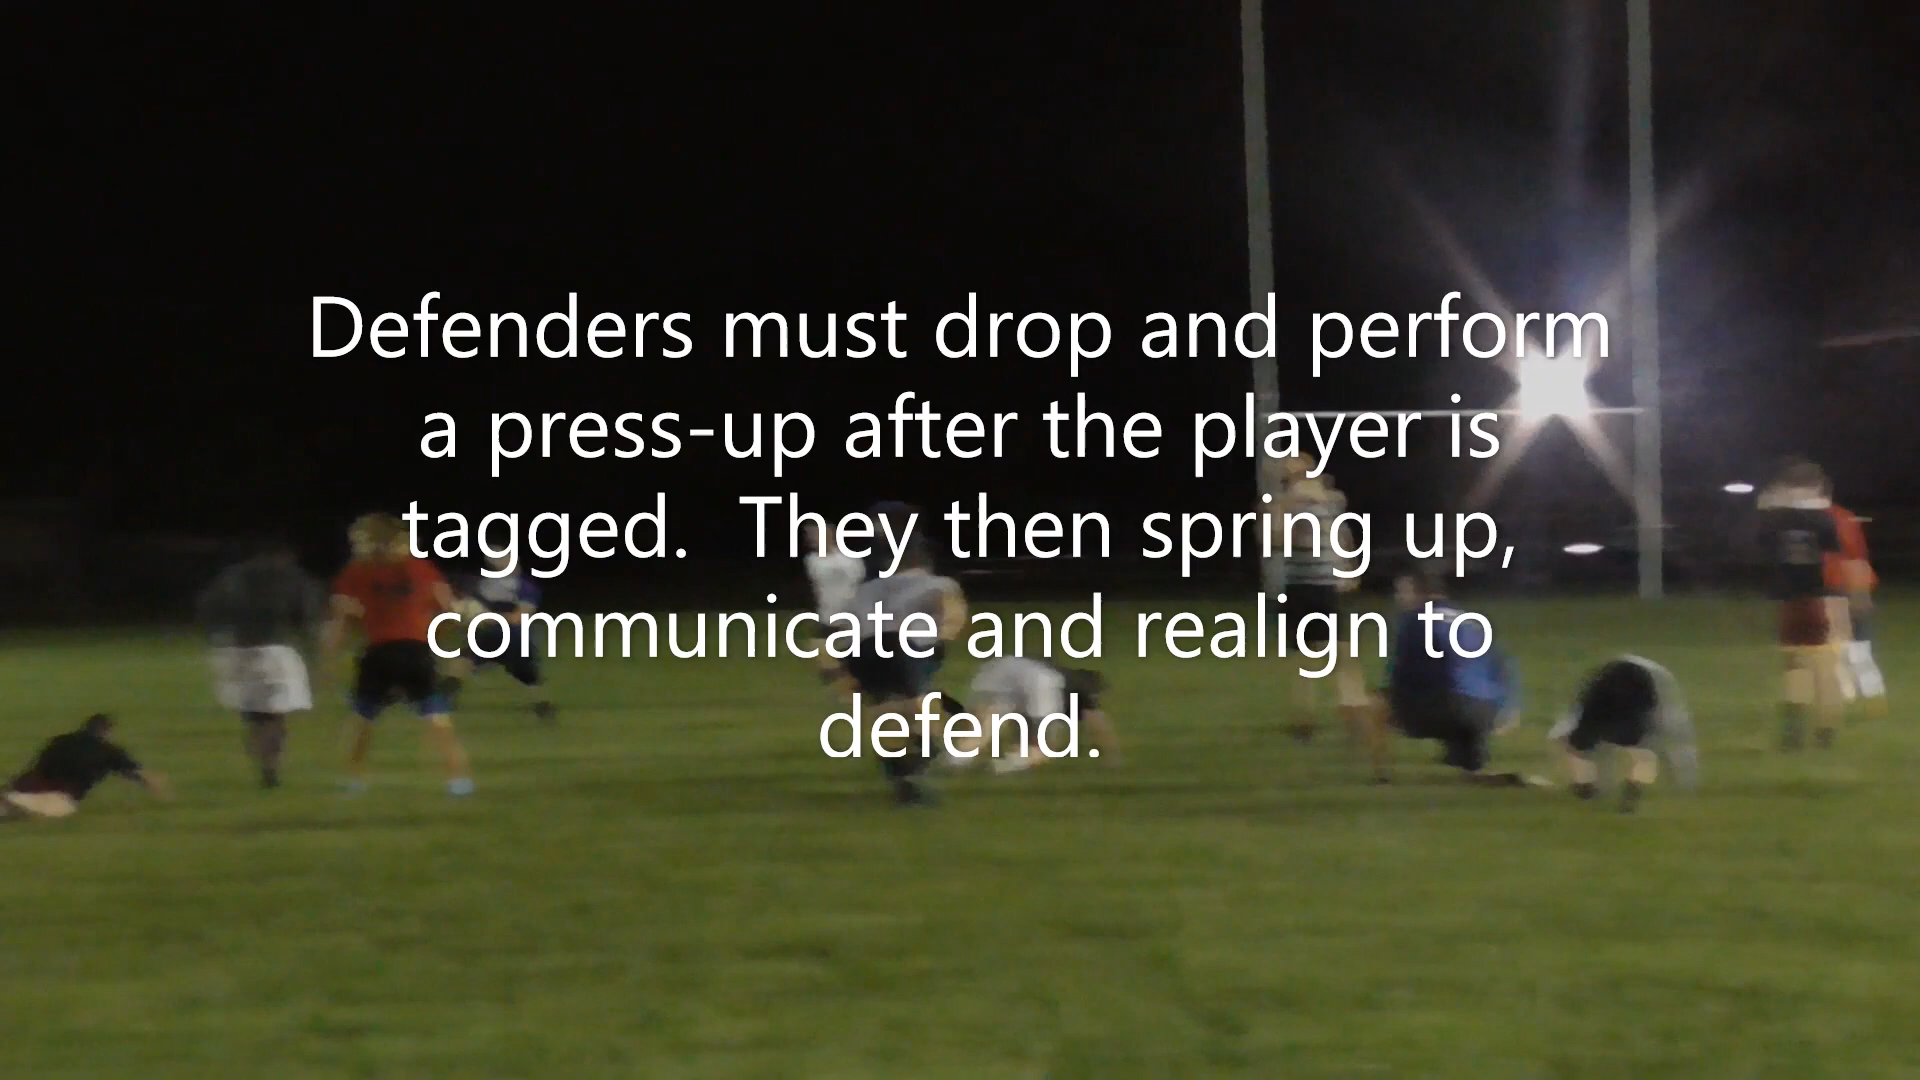 Defenders must drop and perform
a press-up after the player is
tagged.  They then spring up,
communicate and realign to
defend.